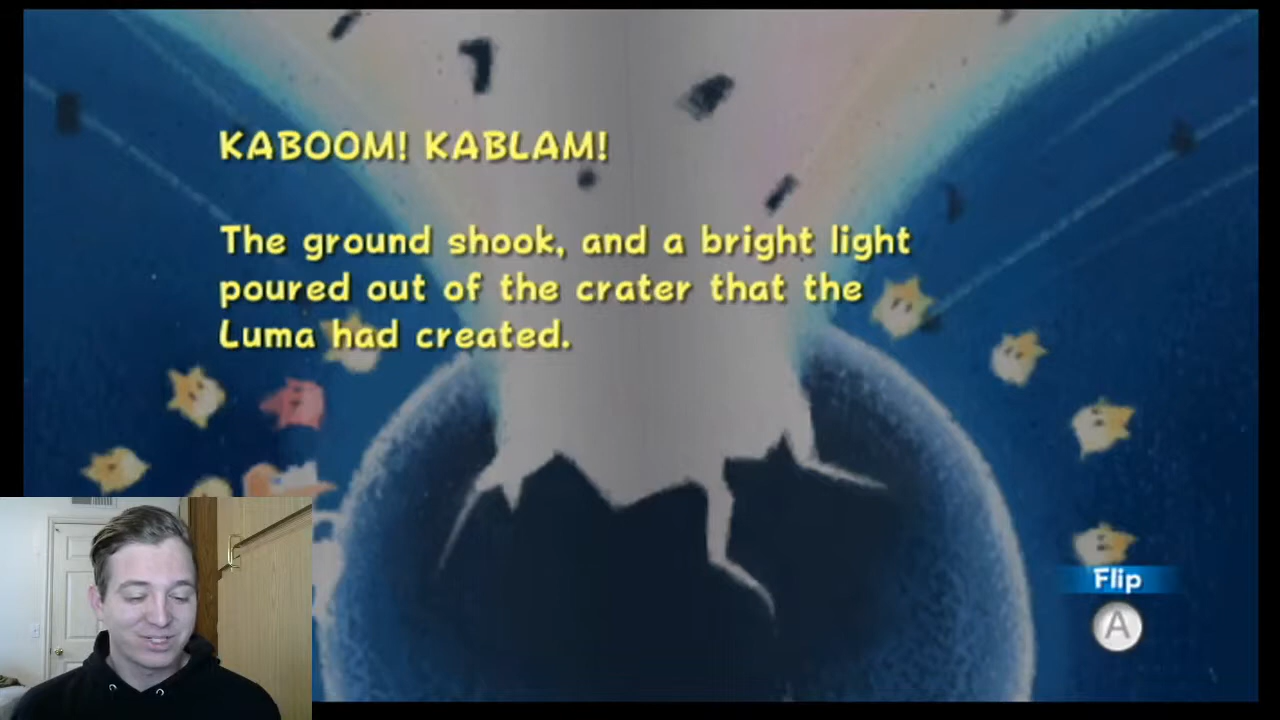 KABOOM! KABLAM!
The ground shook, and a bright light
poured out of the crater that the
Luma had created.
Flip
A